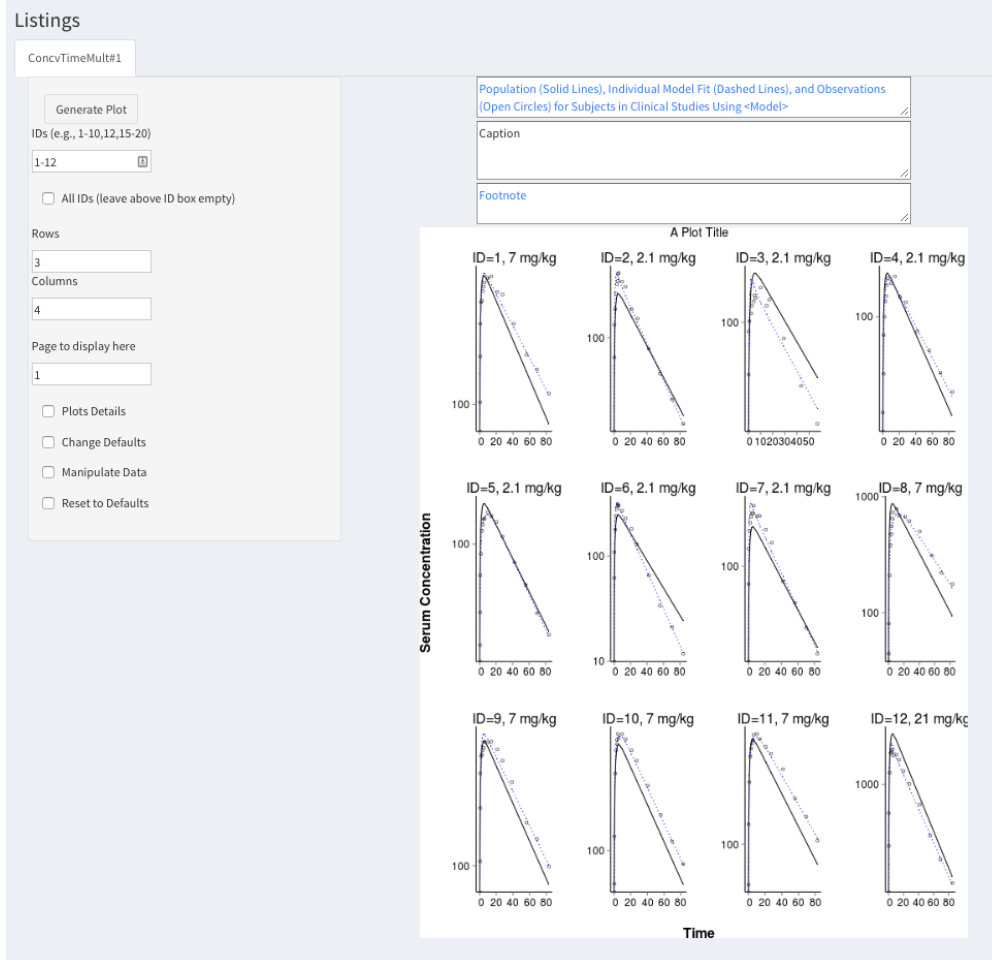 Listings
ConcvTimeMult#1
Generate Plot
IDs (e.g., 1-10,12,15-20)
1-12
All IDs (leave above ID box empty)
Rows
3
Columns
4
Page to display here
1
Plots Details
Change Defaults
Manipulate Data
Reset to Defaults
Population (Solid Lines), Individual Model Fit (Dashed Lines), and Observations
(Open Circles) for Subjects in Clinical Studies Using <Model>
Caption
Footnote
A Plot Title
ID=1, 7 mg/kg ID=2, 2.1 mg/kg ID=3, 2.1 mg/kg ID=4, 2.1 mg/kg
100 100 100 100
0 20 40 60 80 0 20 40 60 80 0 1020304050 0 20 40 60 80
ID=5, 2.1 mg/kg ID=6, 2.1 mg/kg ID=7, 2.1 mg/kg ID=8, 7 mg/kg
1000
100 100 100 100
10
0 20 40 60 80 0 20 40 60 80 0 20 40 60 80 0 20 40 60 80
ID=9, 7 mg/kg ID=10, 7 mg/kg ID=11, 7 mg/kg ID=12, 21 mg/kg
1000
100 100 100
0 20 40 60 80 0 20 40 60 80 0 20 40 60 80 0 20 40 60 80
Serum Concentration
Time